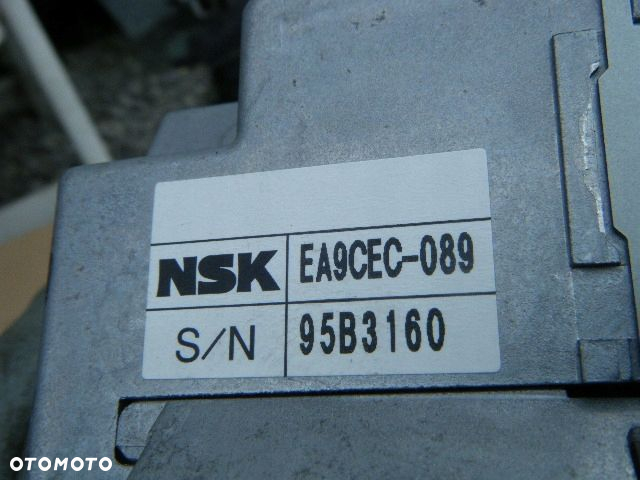 NSK EA9CEC-089
S/N 95B3160
OTOMOTO